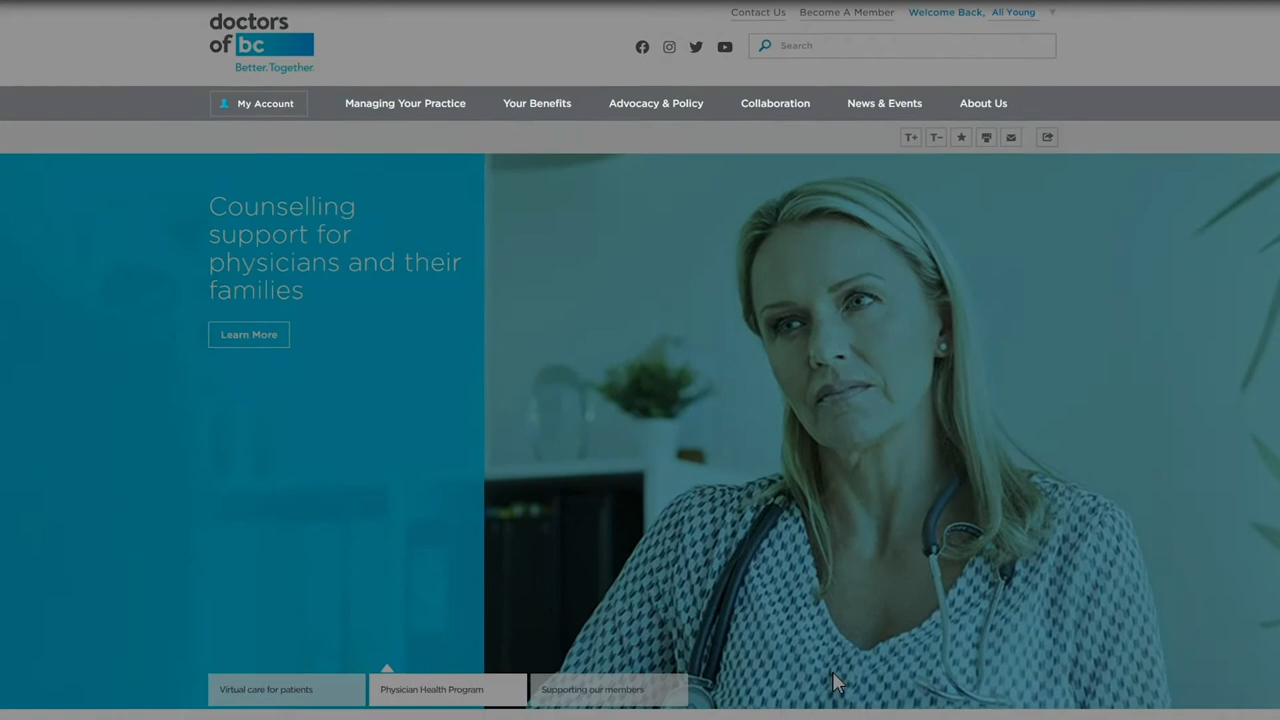 doctors
of bc
Better. Together.
Contact Us
Become A Member
Welcome Back, Ali Young
Search
My Account
Managing Your Practice
Your Benefits
Advocacy & Policy
Collaboration
News & Events
About Us
T+
T-
Counselling
support for
physicians and their
families
Learn More
Virtual care for patients
Physician Health Program
Supporting our members